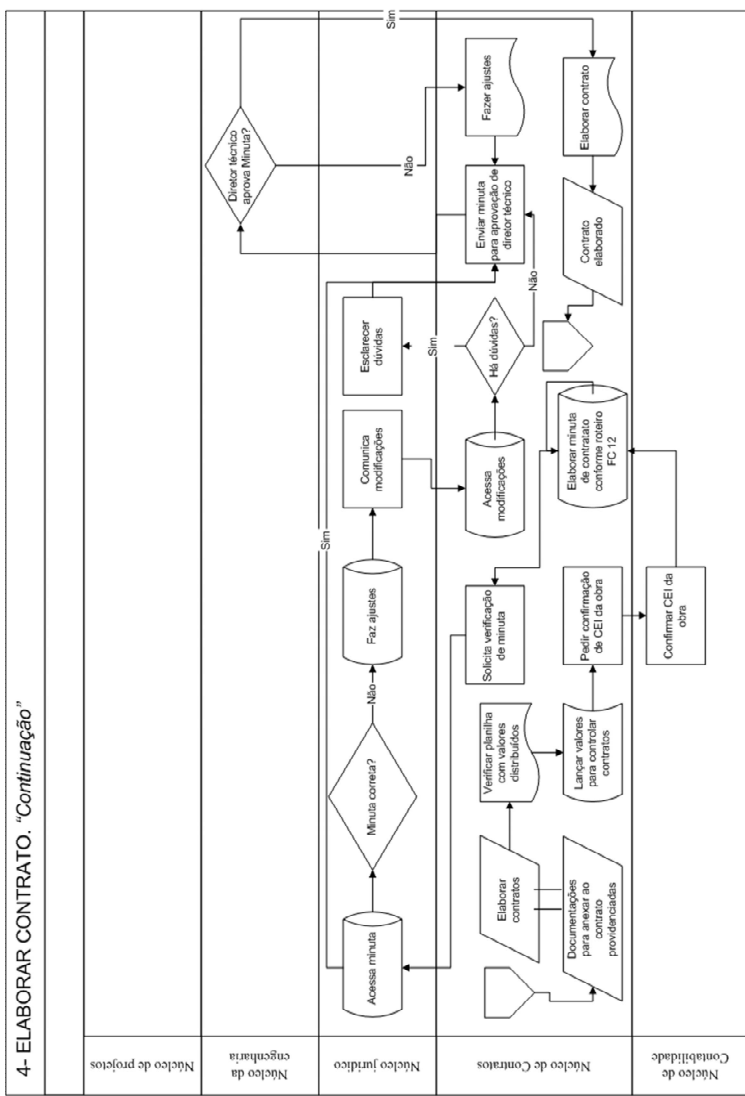 4- ELABORAR CONTRATO. “Continuação”
Núcleo de projetos
Núcleo da
engenharia
Diretor técnico
aprova Minuta?
Sim
Não
Núcleo jurídico
Acessa minuta
Minuta correta?
Não
Faz ajustes
Comunica
modificações
Esclarecer
dúvidas
Sim
Núcleo de Contratos
Documentações
para anexar ao
contrato
providenciadas
Elaborar
contratos
Verificar planilha
com valores
distribuídos
Lançar valores
para controlar
contratos
Pedir confirmação
de CEI da obra
Solicita verificação
de minuta
Elaborar minuta
de contratato
conforme roteiro
FC 12
Acessa
modificações
Há dúvidas?
Sim
Não
Enviar minuta
para aprovação de
diretor técnico
Fazer ajustes
Elaborar contrato
Contrato
elaborado
Núcleo de
Contabilidade
Confirmar CEI da
obra